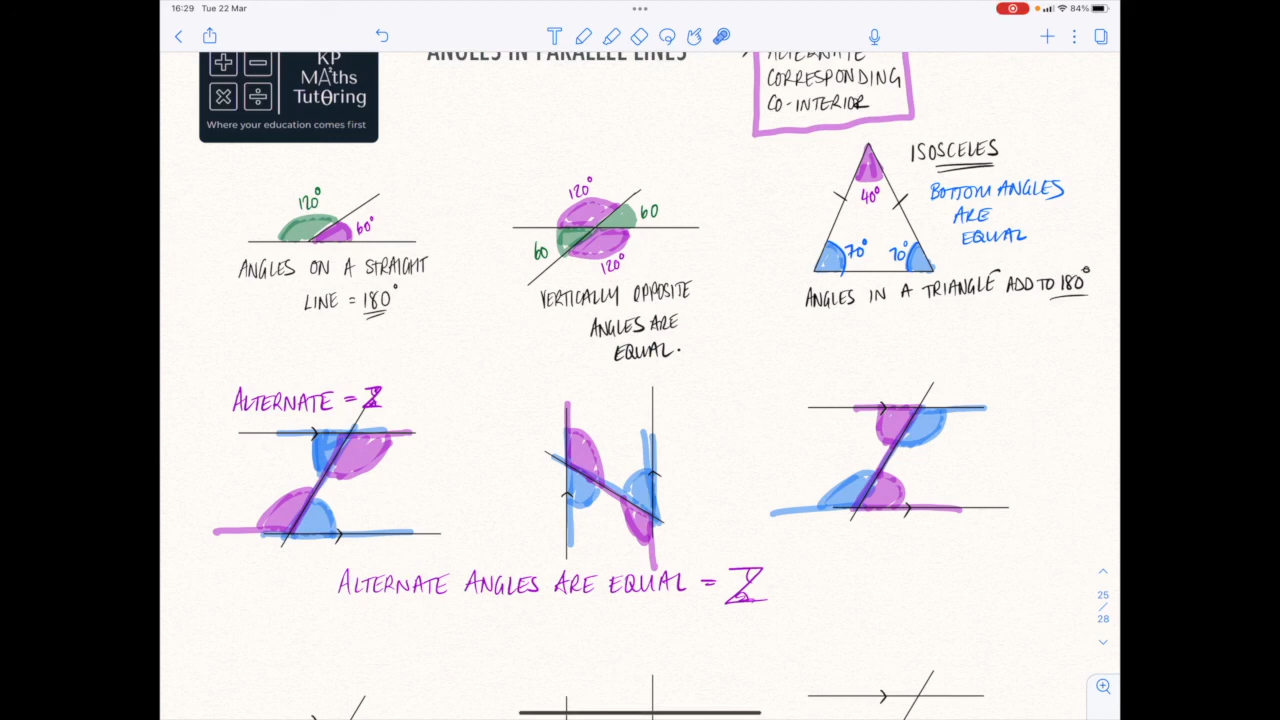 16:29 Tue 22 Mar
84%
ANGLES IN PARALLEL LINES
ALTERNATE
CORRESPONDING
CO-INTERIOR
KP
MAths
TutOring
Where your education comes first
120°
60°
ANGLES ON A STRAIGHT
LINE = 180°
120°
60
60
120°
VERTICALLY OPPOSITE
ANGLES ARE
EQUAL.
ISOSCELES
40°
BOTTOM ANGLES
ARE
EQUAL
70°
70°
ANGLES IN A TRIANGLE ADD TO 180°
ALTERNATE = Z
ALTERNATE ANGLES ARE EQUAL = Z
25
/
28